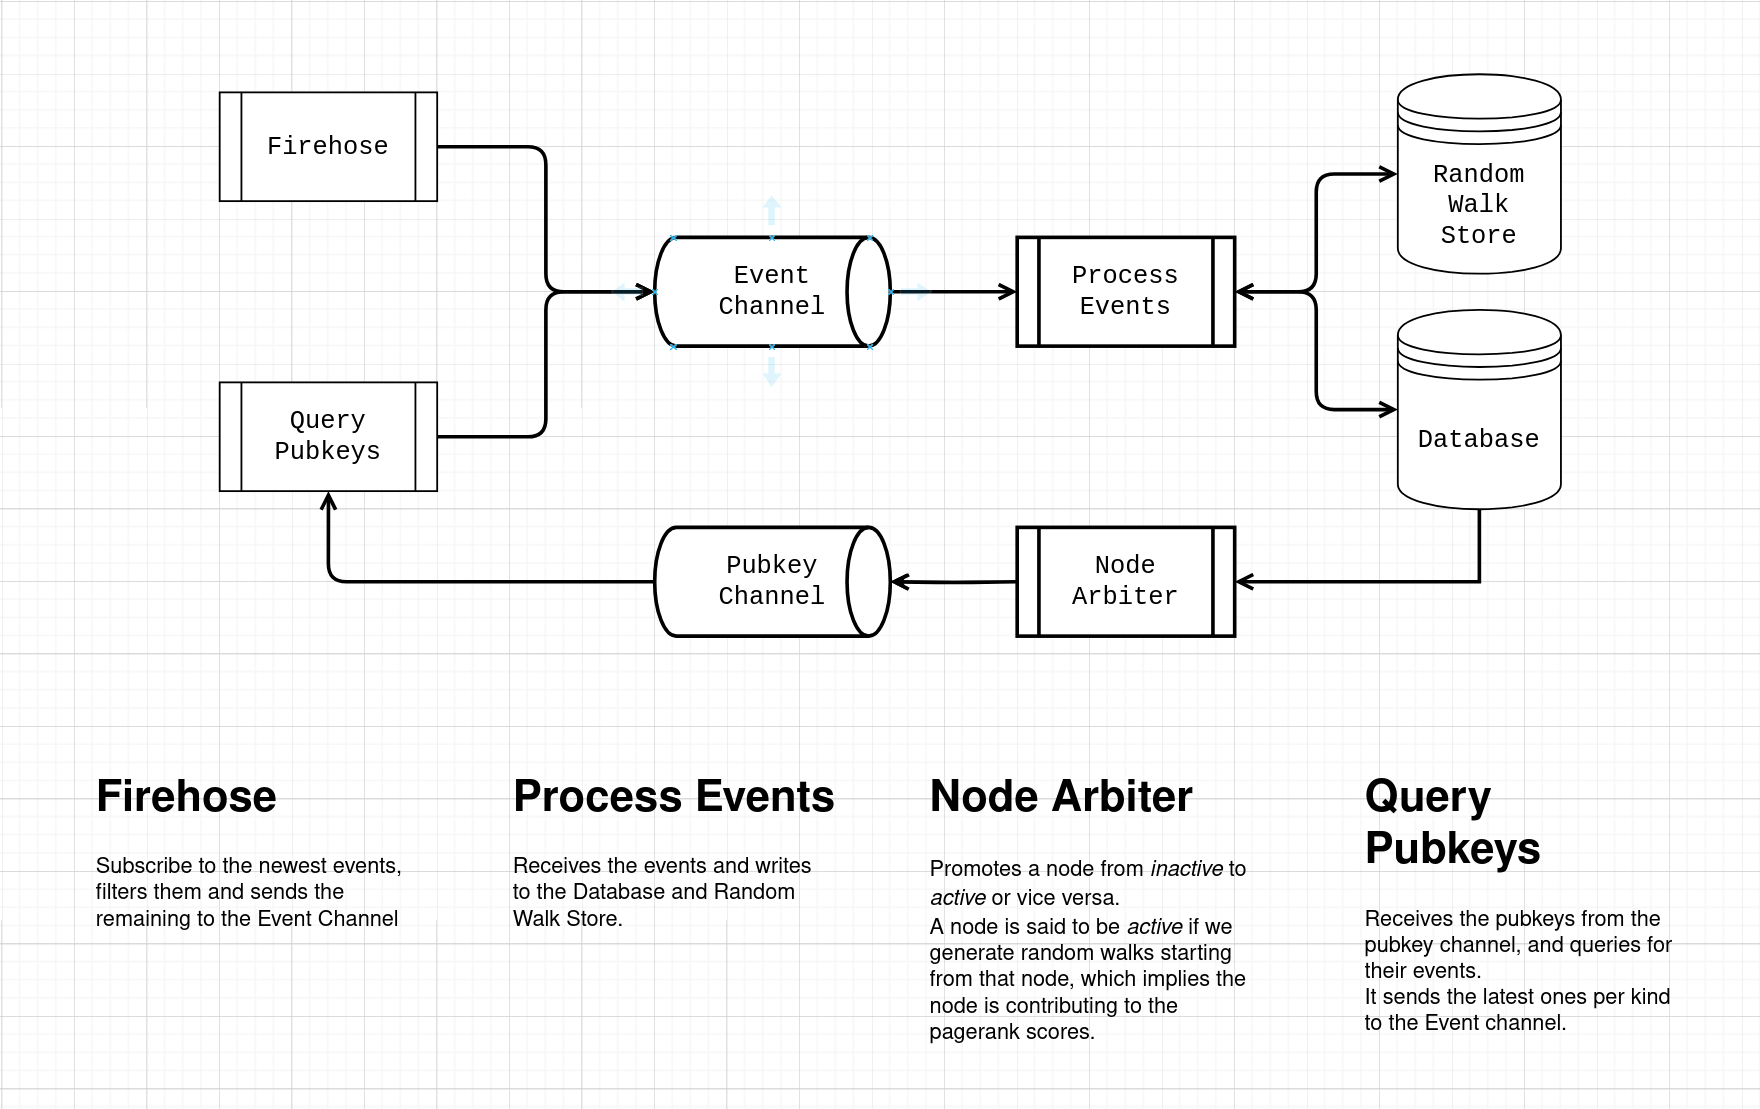 Firehose
Random
Walk
Store
Event
Channel
Process
Events
Query
Pubkeys
Database
Pubkey
Channel
Node
Arbiter
Firehose
Subscribe to the newest events,
filters them and sends the
remaining to the Event Channel
Process Events
Receives the events and writes
to the Database and Random
Walk Store.
Node Arbiter
Promotes a node from inactive to
active or vice versa.
A node is said to be active if we
generate random walks starting
from that node, which implies the
node is contributing to the
pagerank scores.
Query
Pubkeys
Receives the pubkeys from the
pubkey channel, and queries for
their events.
It sends the latest ones per kind
to the Event channel.